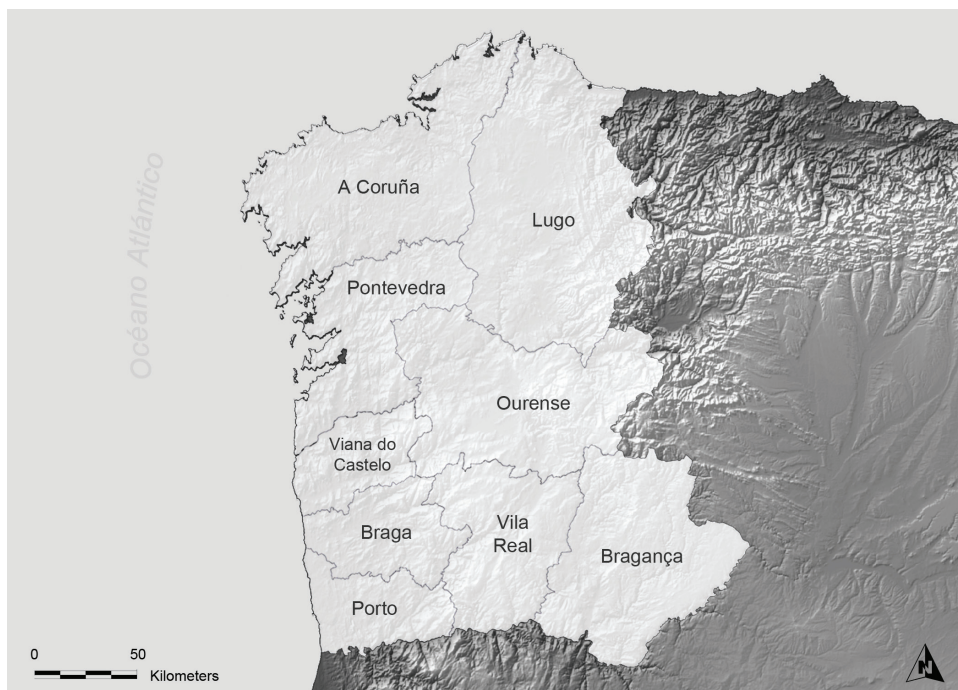 Océano Atlántico
A Coruña
Lugo
Pontevedra
Ourense
Viana do
Castelo
Braga
Vila
Real
Bragança
Porto
0 50
Kilometers
N